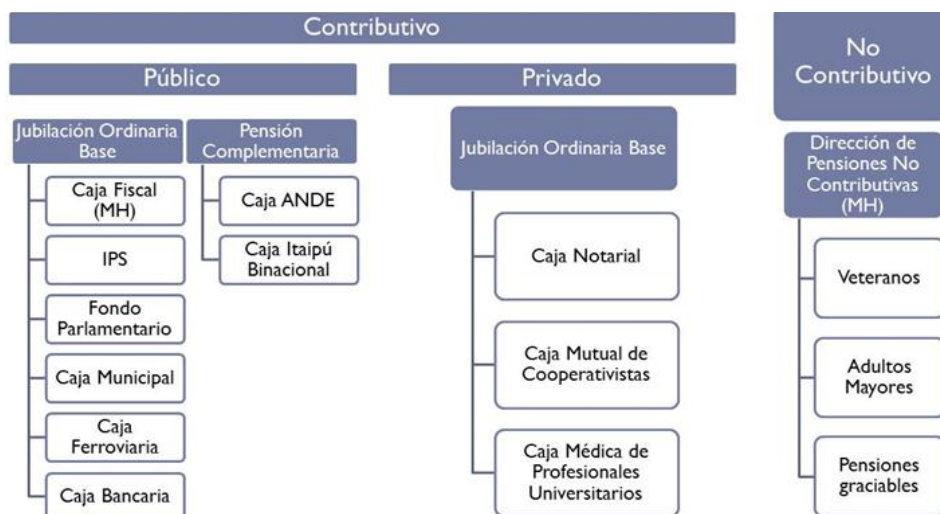 Contributivo
Público
Jubilación Ordinaria
Base
Caja Fiscal
(MH)
IPS
Fondo
Parlamentario
Caja Municipal
Caja
Ferroviaria
Caja Bancaria
Pensión
Complementaria
Caja ANDE
Caja Itaipú
Binacional
Privado
Jubilación Ordinaria Base
Caja Notarial
Caja Mutual de
Cooperativistas
Caja Médica de
Profesionales
Universitarios
No
Contributivo
Dirección de
Pensiones No
Contributivas
(MH)
Veteranos
Adultos
Mayores
Pensiones
graciables